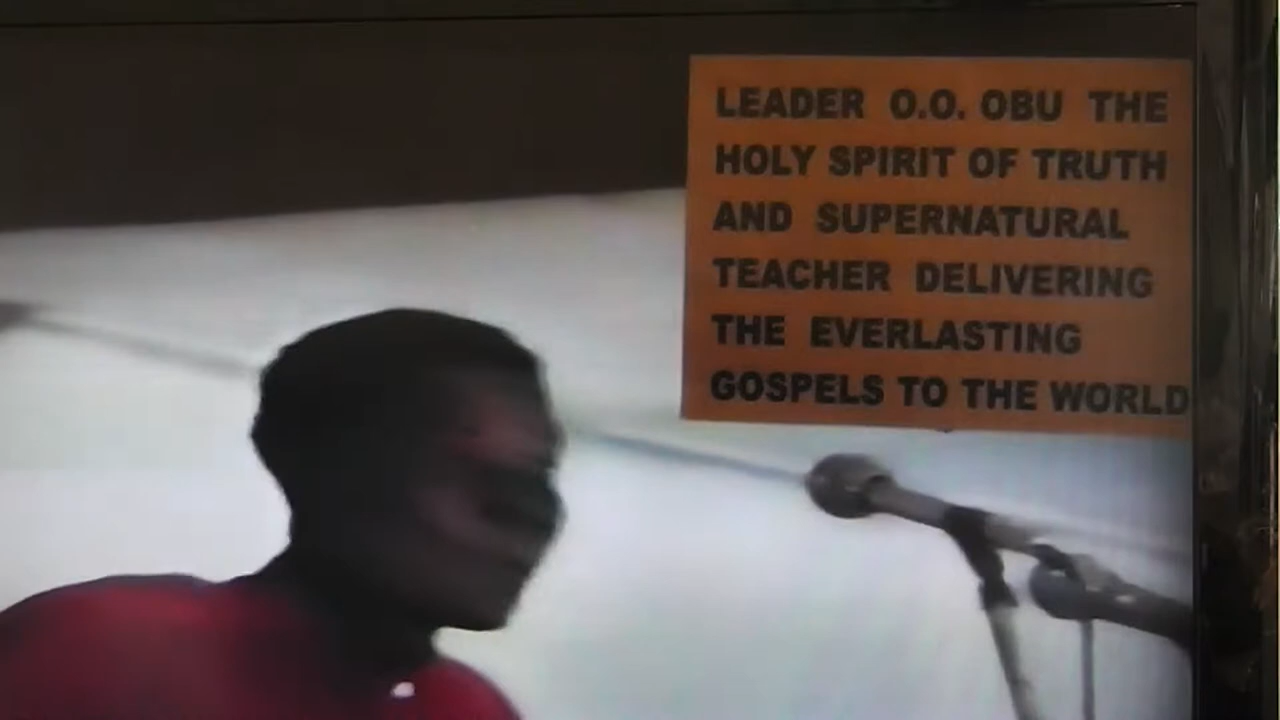 LEADER O.O. OBU THE
HOLY SPIRIT OF TRUTH
AND SUPERNATURAL
TEACHER DELIVERING
THE EVERLASTING
GOSPELS TO THE WORLD